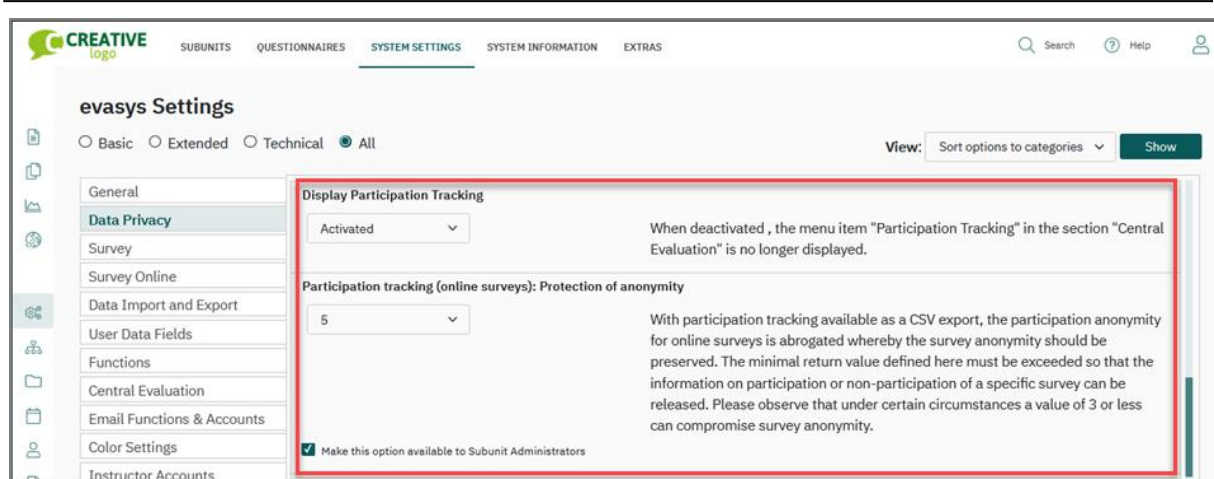 CREATIVE
logo
SUBUNITS QUESTIONNAIRES SYSTEM SETTINGS SYSTEM INFORMATION EXTRAS Search Help
evasys Settings
Basic Extended Technical All View: Sort options to categories Show
General
Data Privacy
Survey
Survey Online
Data Import and Export
User Data Fields
Functions
Central Evaluation
Email Functions & Accounts
Color Settings
Instructor Accounts
Display Participation Tracking
Activated
When deactivated , the menu item "Participation Tracking" in the section "Central
Evaluation" is no longer displayed.
Participation tracking (online surveys): Protection of anonymity
5
With participation tracking available as a CSV export, the participation anonymity
for online surveys is abrogated whereby the survey anonymity should be
preserved. The minimal return value defined here must be exceeded so that the
information on participation or non-participation of a specific survey can be
released. Please observe that under certain circumstances a value of 3 or less
can compromise survey anonymity.
Make this option available to Subunit Administrators